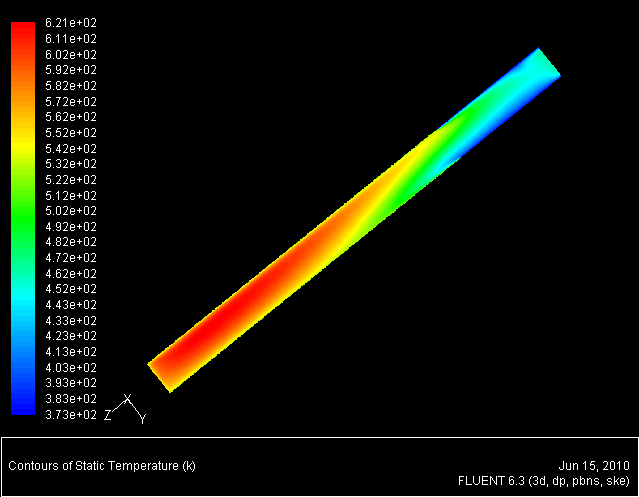 6.21e+02
6.11e+02
6.02e+02
5.92e+02
5.82e+02
5.72e+02
5.62e+02
5.52e+02
5.42e+02
5.32e+02
5.22e+02
5.12e+02
5.02e+02
4.92e+02
4.82e+02
4.72e+02
4.62e+02
4.52e+02
4.43e+02
4.33e+02
4.23e+02
4.13e+02
4.03e+02
3.93e+02
3.83e+02
3.73e+02
X
Z
Y
Contours of Static Temperature (k)
Jun 15, 2010
FLUENT 6.3 (3d, dp, pbns, ske)